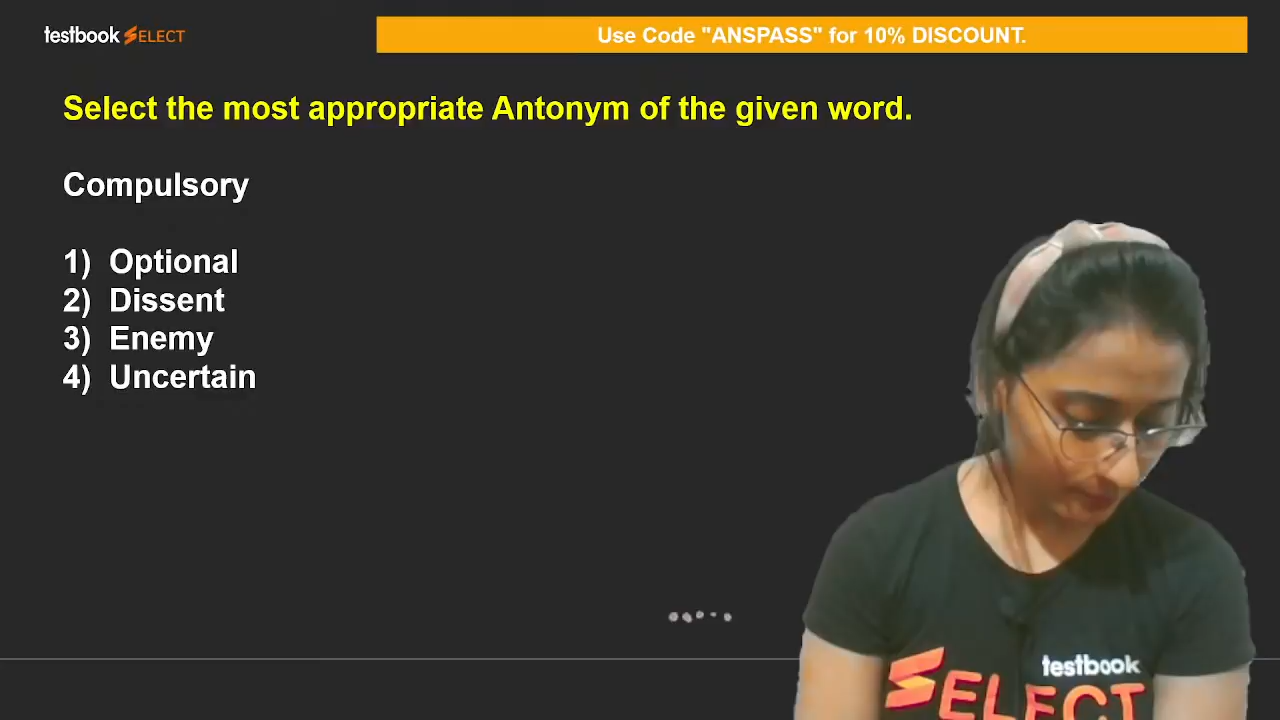 testbook SELECT
Use Code "ANSPASS" for 10% DISCOUNT.
Select the most appropriate Antonym of the given word.
Compulsory
1) Optional
2) Dissent
3) Enemy
4) Uncertain
testbook
SELECT